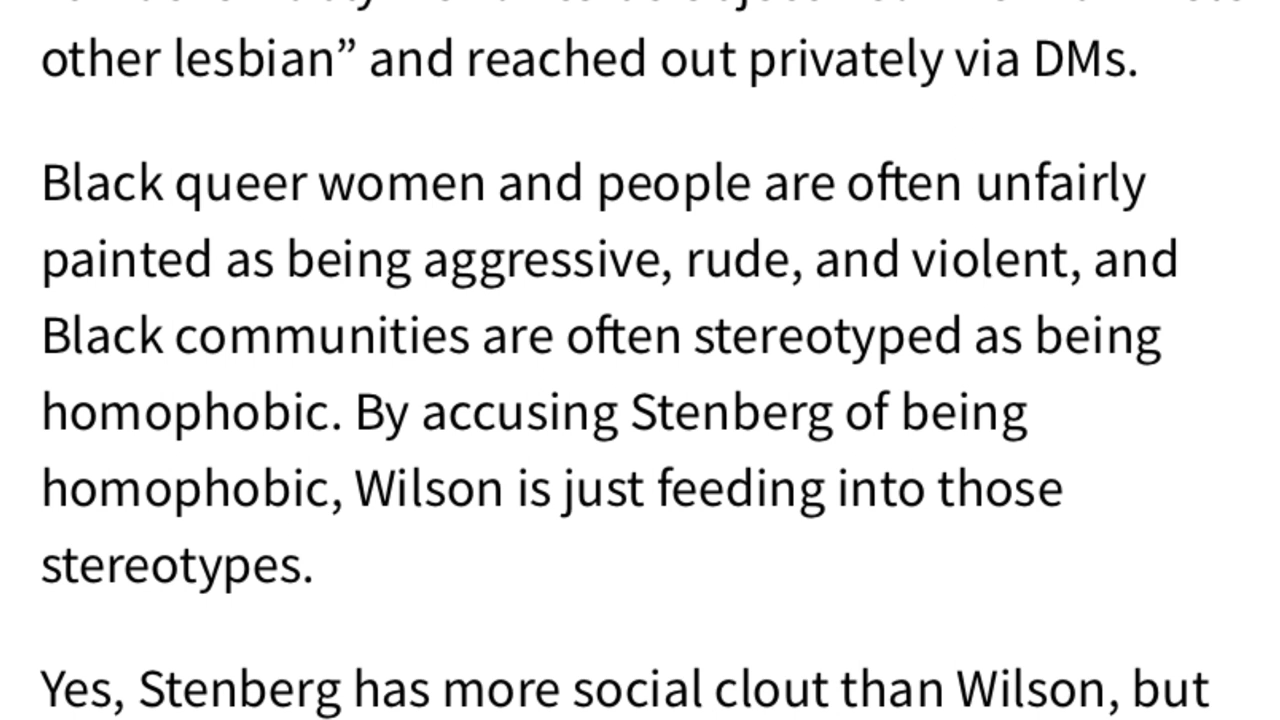 other lesbian” and reached out privately via DMs.
Black queer women and people are often unfairly
painted as being aggressive, rude, and violent, and
Black communities are often stereotyped as being
homophobic. By accusing Stenberg of being
homophobic, Wilson is just feeding into those
stereotypes.
Yes, Stenberg has more social clout than Wilson, but